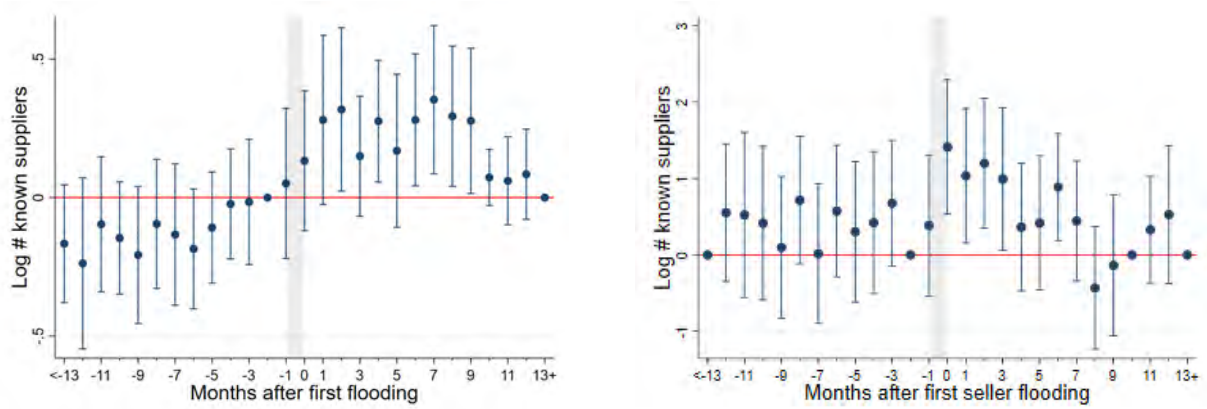 Log # known suppliers
.5
0
-.5
<-13 -11 -9 -7 -5 -3 -1 0 1 3 5 7 9 11 13+
Months after first flooding
Log # known suppliers
3
2
1
0
-1
<-13 -11 -9 -7 -5 -3 -1 0 1 3 5 7 9 11 13+
Months after first seller flooding